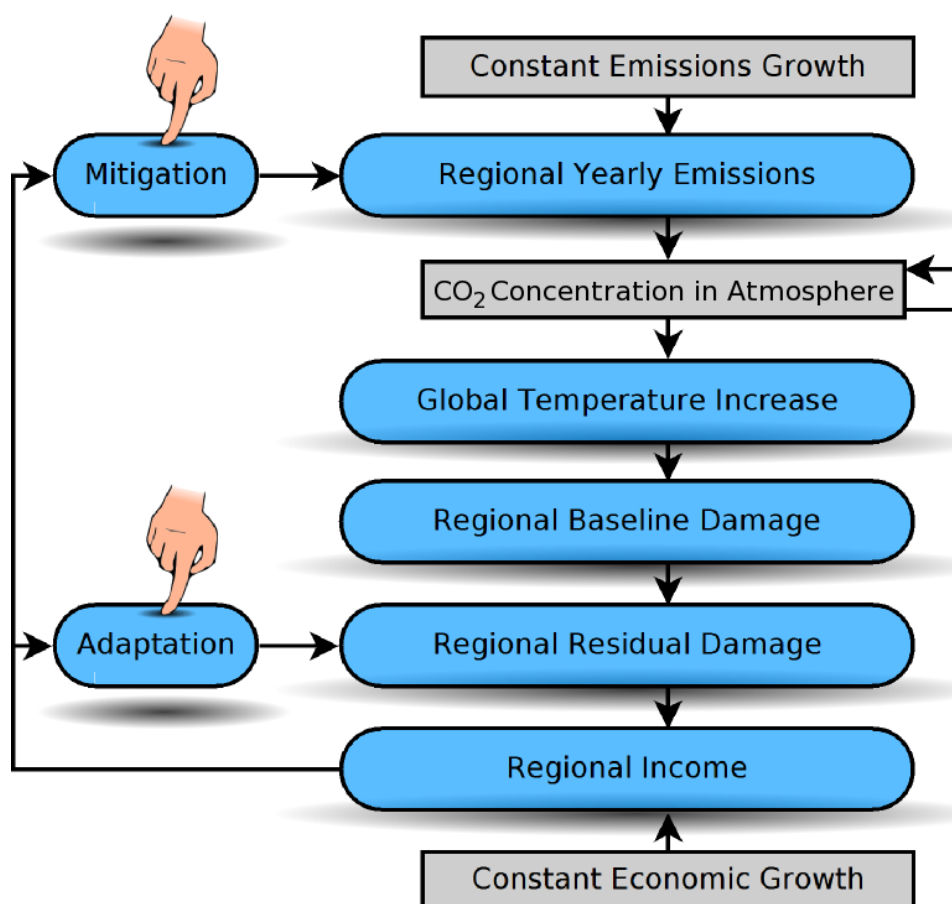 Constant Emissions Growth
Mitigation
Regional Yearly Emissions
CO₂ Concentration in Atmosphere
Global Temperature Increase
Regional Baseline Damage
Adaptation
Regional Residual Damage
Regional Income
Constant Economic Growth